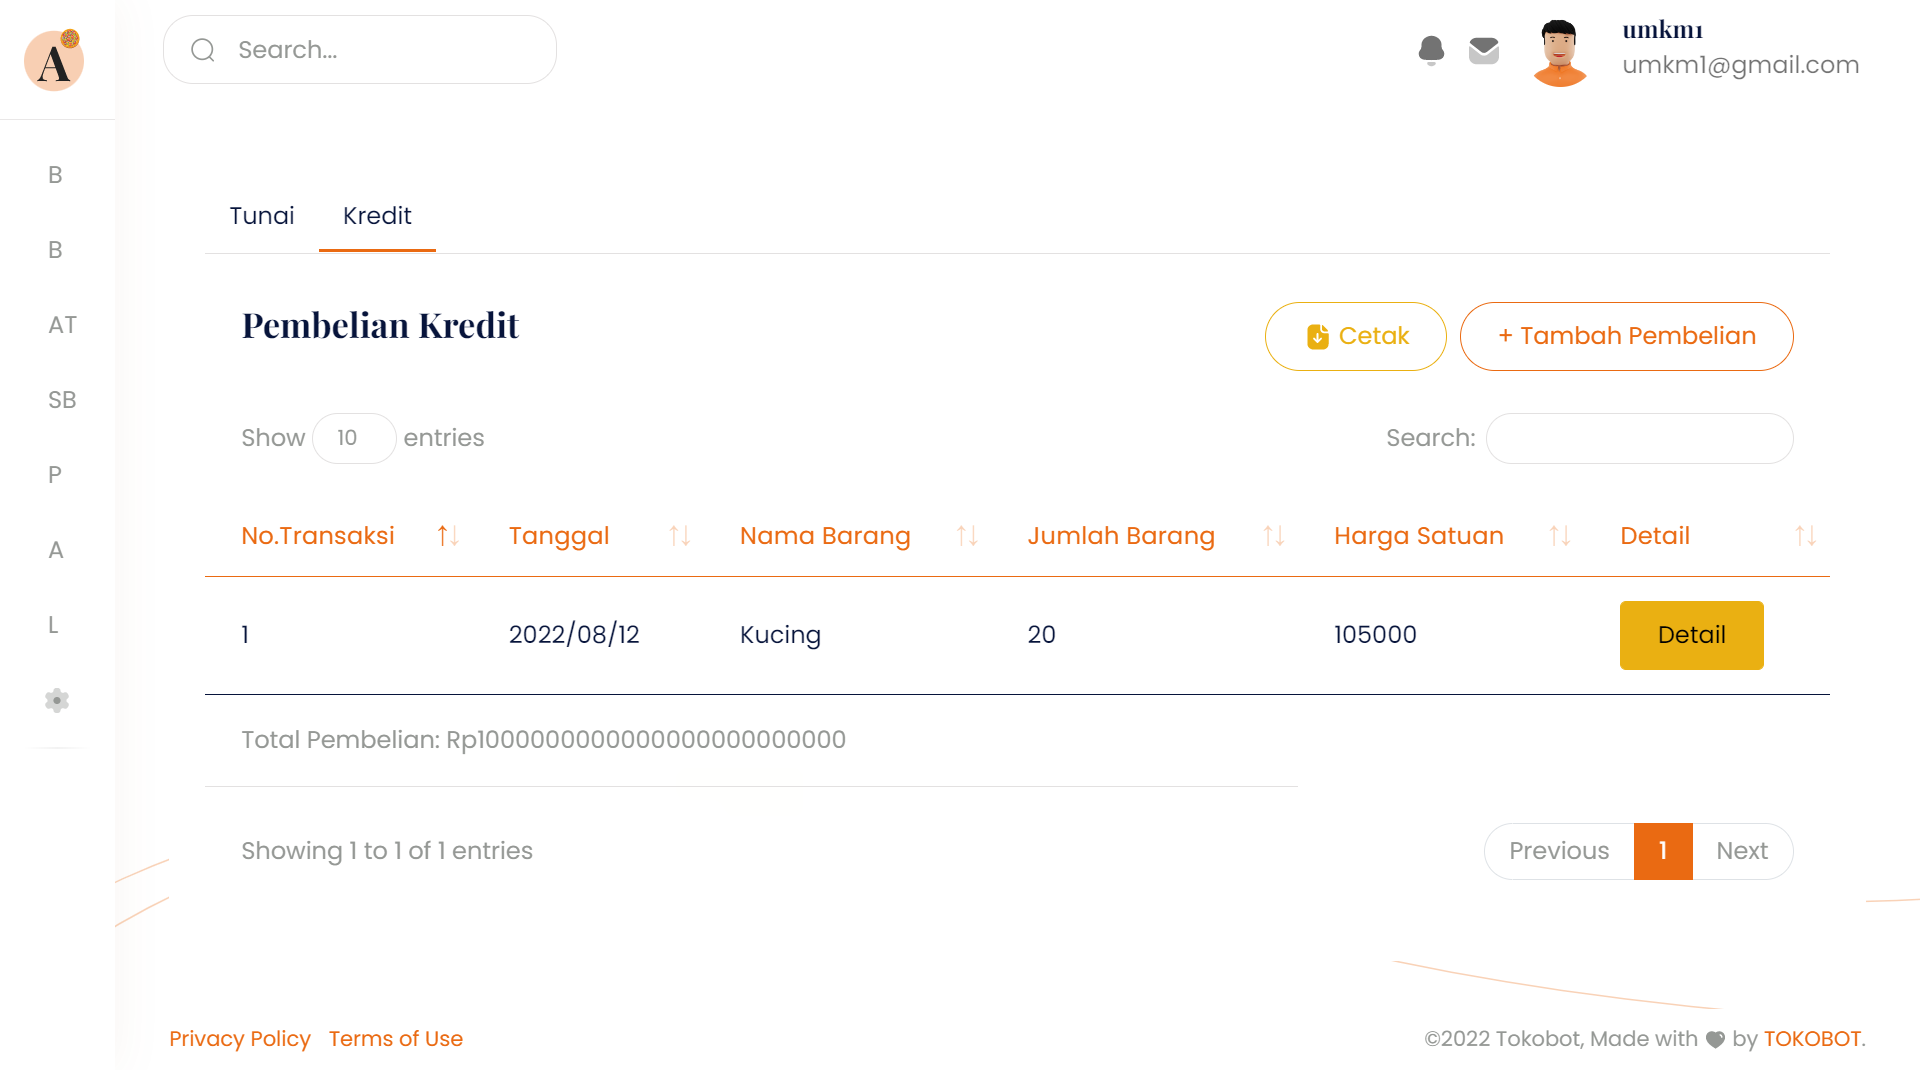 A
Search...
umkm1
umkm1@gmail.com
B
B
AT
SB
P
A
L
Tunai Kredit
Pembelian Kredit
Cetak
+ Tambah Pembelian
Show 10 entries
Search:
No.Transaksi Tanggal Nama Barang Jumlah Barang Harga Satuan Detail
1 2022/08/12 Kucing 20 105000 Detail
Total Pembelian: Rp1000000000000000000000000
Showing 1 to 1 of 1 entries
Previous 1 Next
Privacy Policy Terms of Use
©2022 Tokobot, Made with by TOKOBOT.